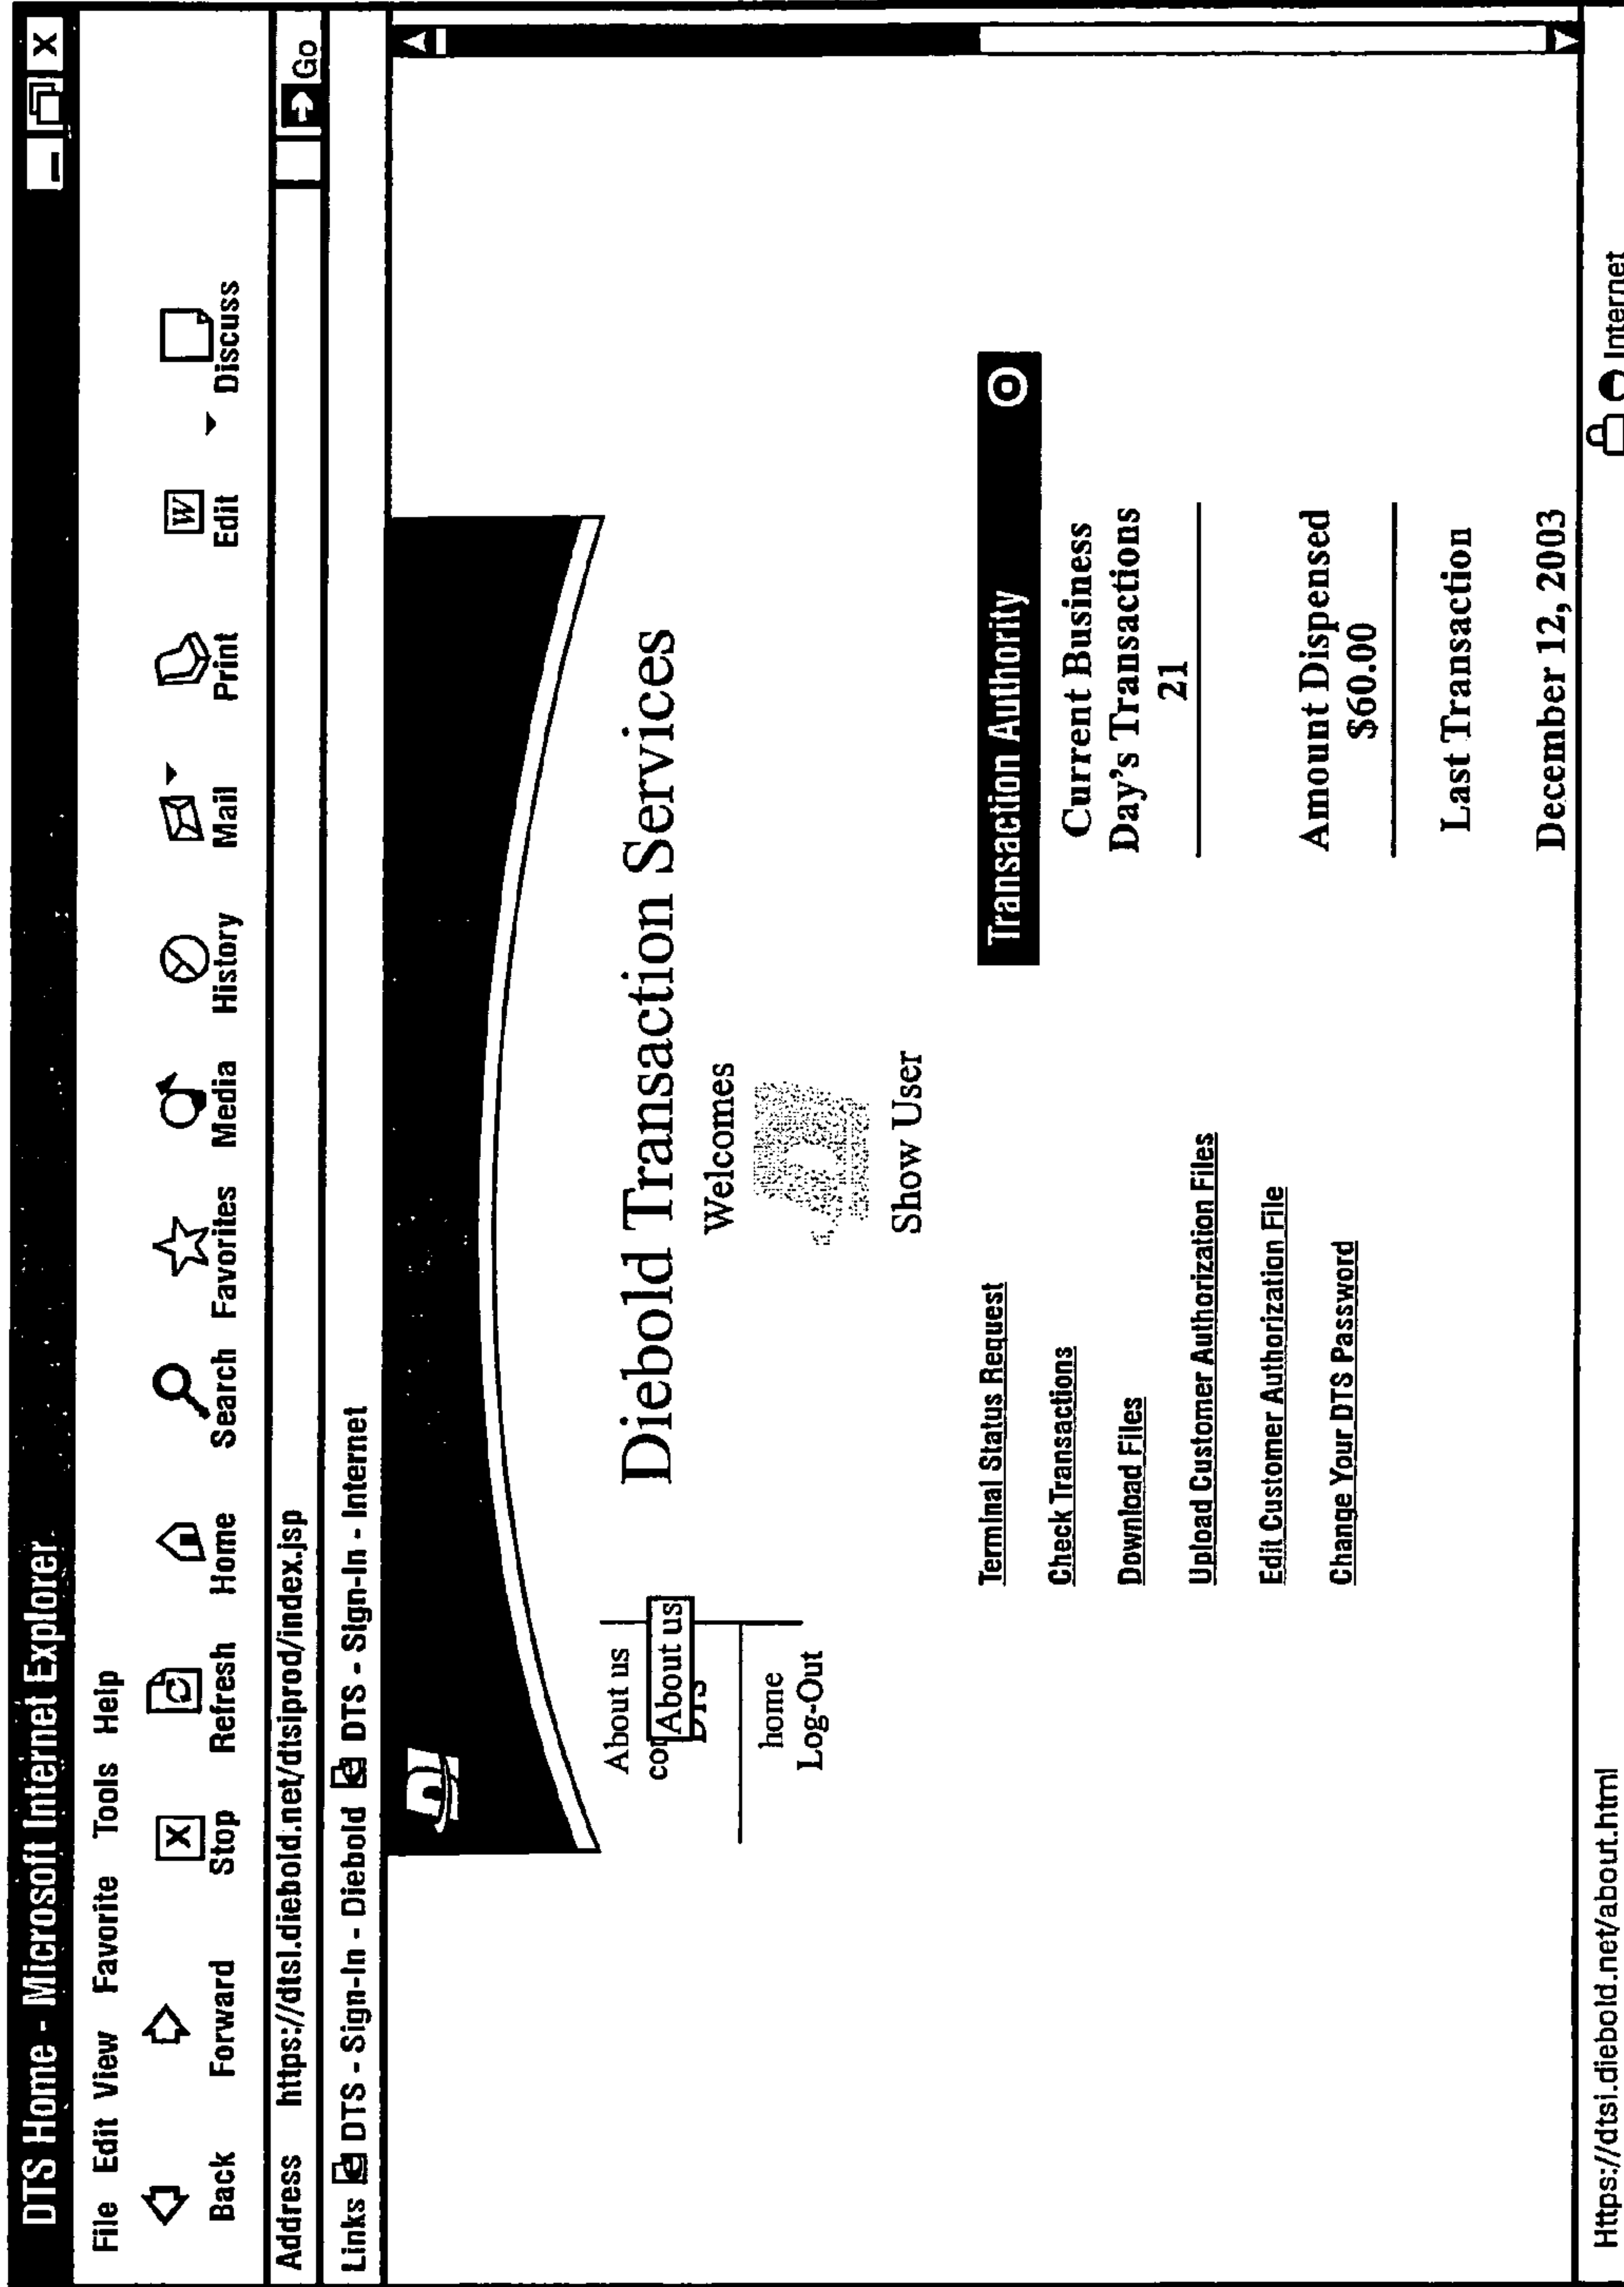 DTS Home - Microsoft Internet Explorer
X
File Edit View Favorite Tools Help
Back Forward Stop Refresh Home Search Favorites Media History Mail Print Edit Discuss
Address https://dtsl.diebold.net/dtsiprod/index.jsp Go
Links DTS - Sign-In - Diebold DTS - Sign-In - Internet
Diebold Transaction Services
About us
About us
DTS
home
Log-Out
Welcomes
Show User
Terminal Status Request
Check Transactions
Download Files
Upload Customer Authorization Files
Edit Customer Authorization File
Change Your DTS Password
Transaction Authority
Current Business
Day's Transactions
21
Amount Dispensed
$60.00
Last Transaction
December 12, 2003
Https://dtsi.diebold.net/about.html Internet